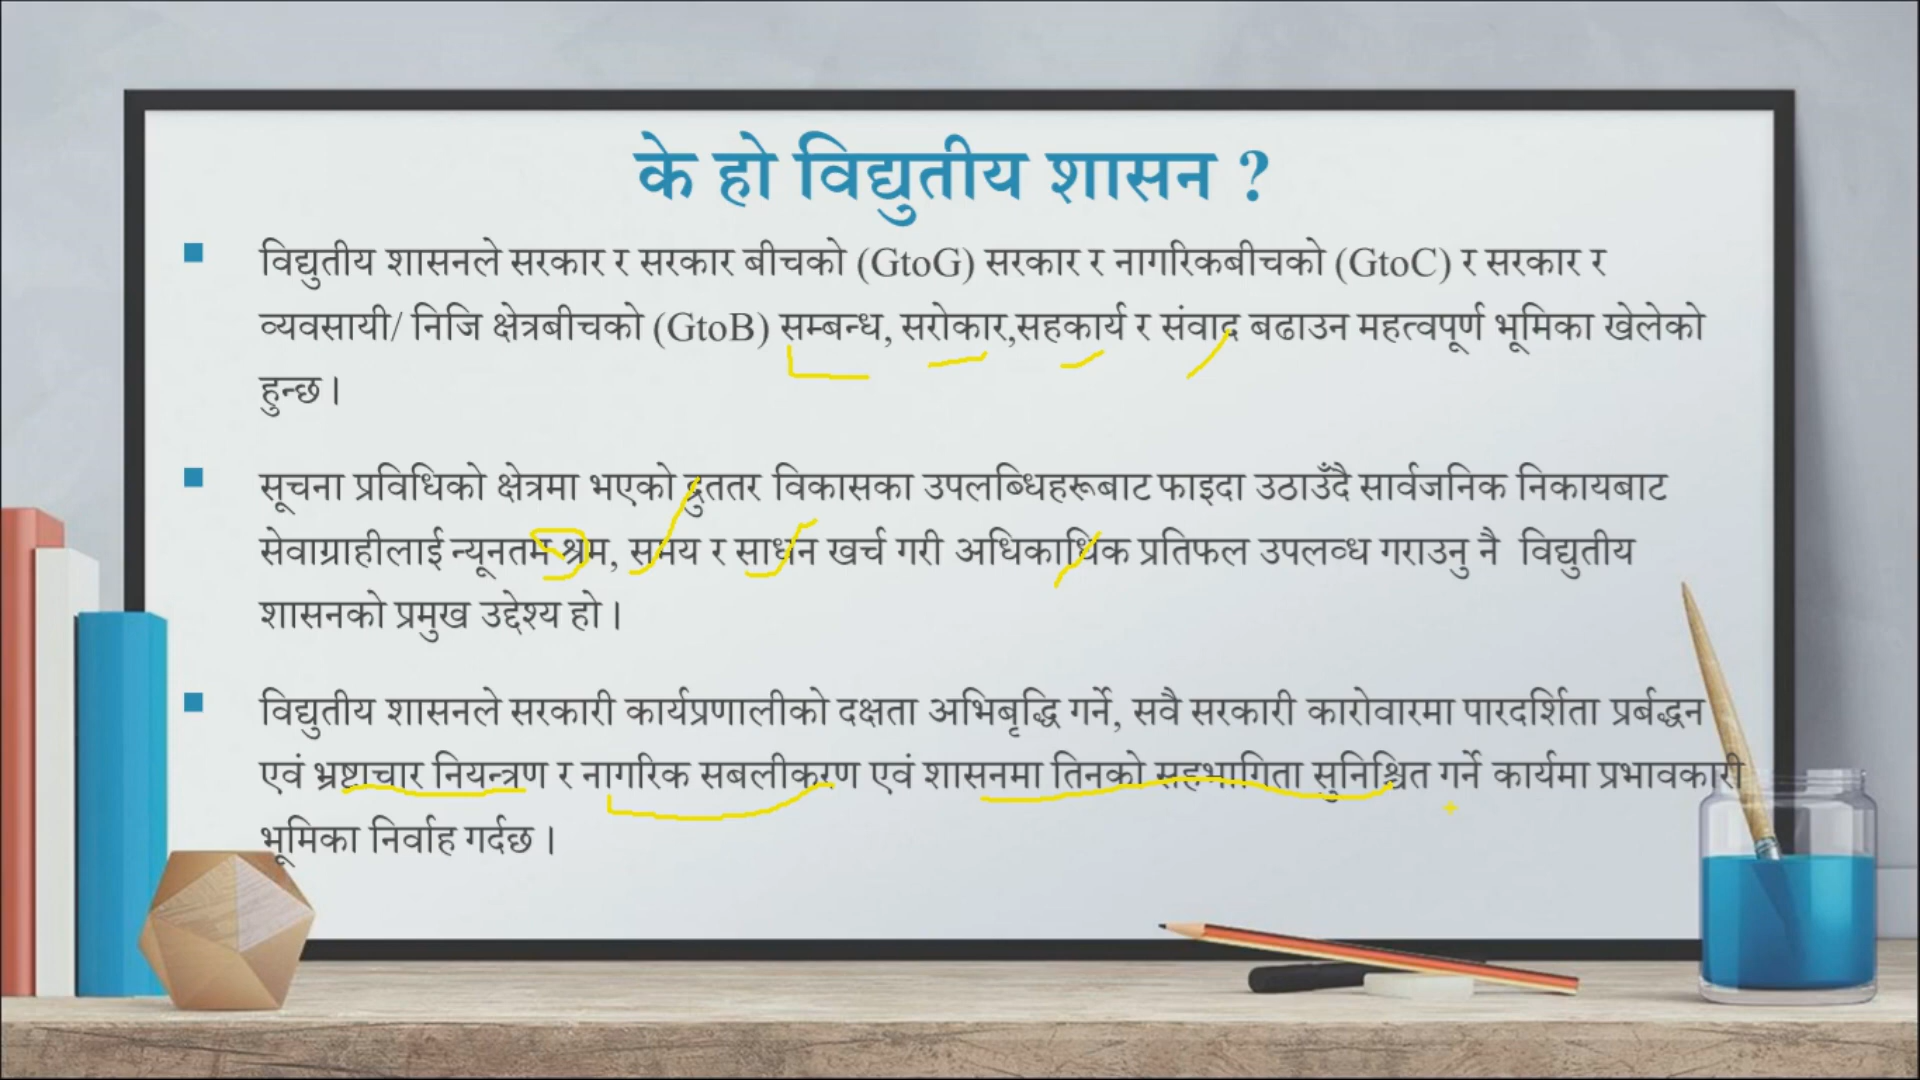 के हो विद्युतीय शासन ?
विद्युतीय शासनले सरकार र सरकार बीचको (GtoG) सरकार र नागरिकबीचको (GtoC) र सरकार र
व्यवसायी/ निजि क्षेत्रबीचको (GtoB) सम्बन्ध, सरोकार,सहकार्य र संवाद बढाउन महत्वपूर्ण भूमिका खेलेको
हुन्छ ।
सूचना प्रविधिको क्षेत्रमा भएको द्रुततर विकासका उपलब्धिहरूबाट फाइदा उठाउँदै सार्वजनिक निकायबाट
सेवाग्राहीलाई न्यूनतम श्रम, समय र साधन खर्च गरी अधिकाधिक प्रतिफल उपलव्ध गराउनु नै विद्युतीय
शासनको प्रमुख उद्देश्य हो ।
विद्युतीय शासनले सरकारी कार्यप्रणालीको दक्षता अभिबृद्धि गर्ने, सवै सरकारी कारोवारमा पारदर्शिता प्रर्बद्धन
एवं भ्रष्टाचार नियन्त्रण र नागरिक सबलीकरण एवं शासनमा तिनको सहभागिता सुनिश्चित गर्ने कार्यमा प्रभावकारी
भूमिका निर्वाह गर्दछ ।